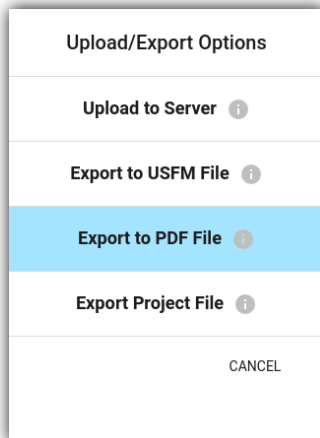 Upload/Export Options
Upload to Server
Export to USFM File
Export to PDF File
Export Project File
CANCEL